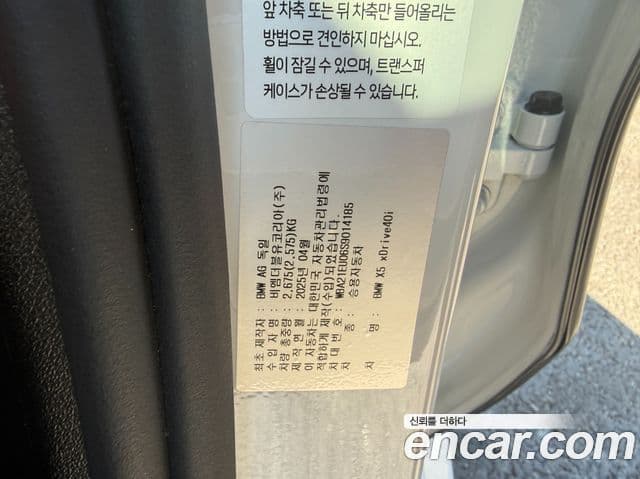 앞 차축 또는 뒤 차축만 들어올리는
방법으로 견인하지 마십시오.
휠이 잠길 수 있으며, 트랜스퍼
케이스가 손상될 수 있습니다.
최초 제작자 : BMW AG 독일
수 입 자 명 : 비엠더블유코리아(주)
차량 총중량 : 2,675(2,575)KG
제 작 연 월 : 2025년 04월
이 자동차는 대한민국 자동차관리법령에
적합하게 제작(수입)되었습니다.
차 대 번 호 : WBA21EU06S9014185
차 종 : 승용자동차
차 명 : BMW X5 xDrive40i
신뢰를 더하다
encar.com